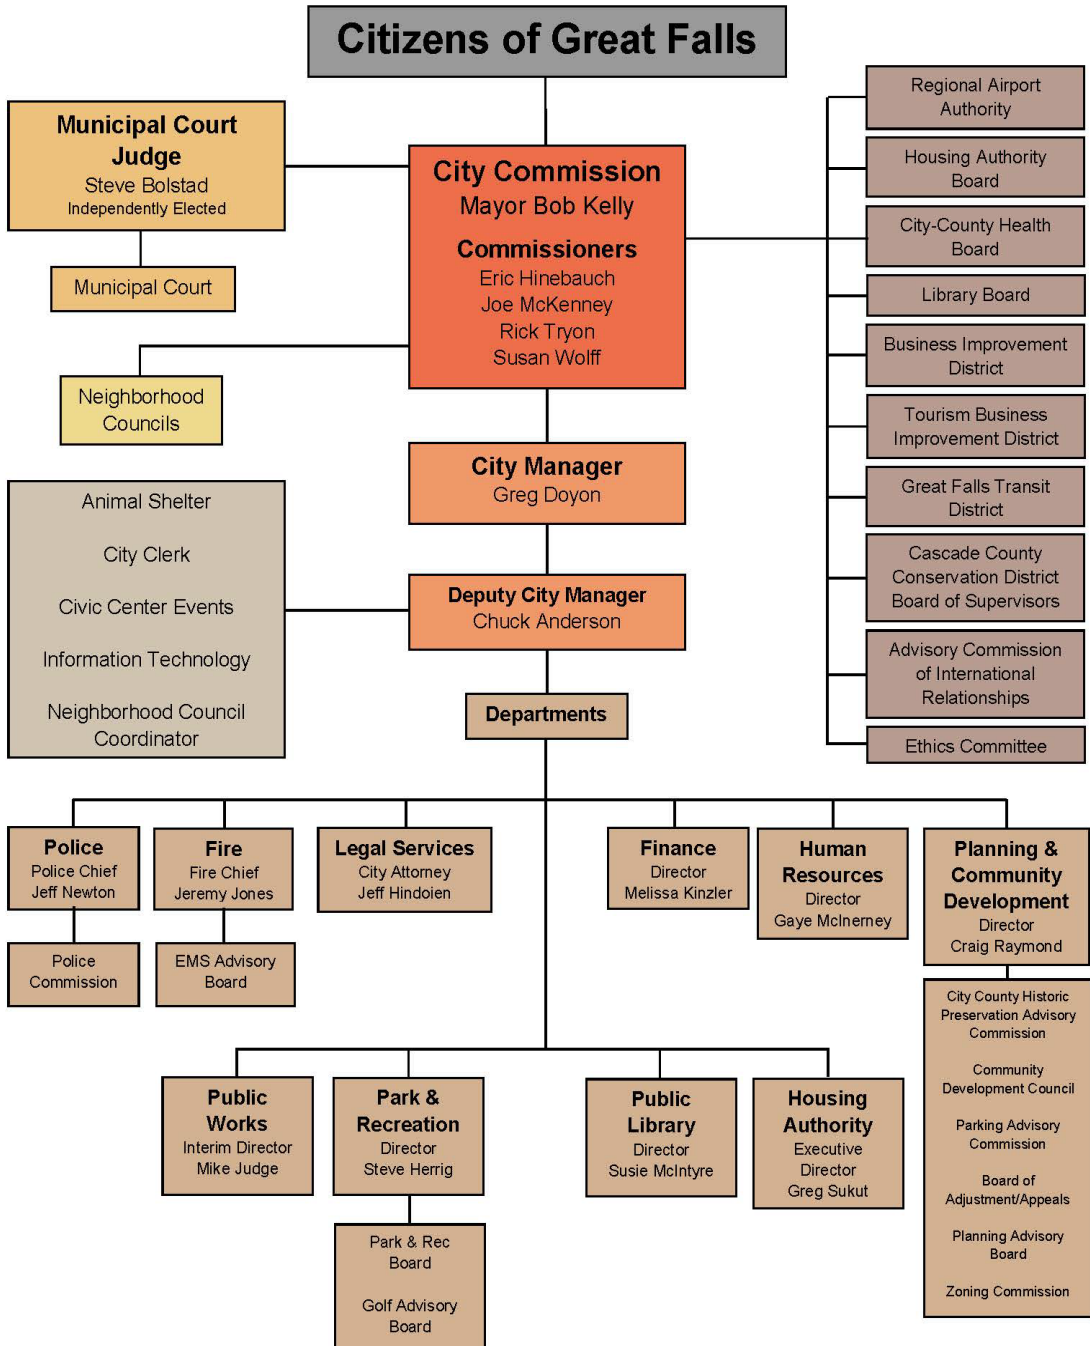 Citizens of Great Falls
Municipal Court
Judge
Steve Bolstad
Independently Elected
Municipal Court
Neighborhood
Councils
City Commission
Mayor Bob Kelly
Commissioners
Eric Hinebauch
Joe McKenney
Rick Tryon
Susan Wolff
Regional Airport
Authority
Housing Authority
Board
City-County Health
Board
Library Board
Business Improvement
District
Tourism Business
Improvement District
Great Falls Transit
District
Cascade County
Conservation District
Board of Supervisors
Advisory Commission
of International
Relationships
Ethics Committee
City Manager
Greg Doyon
Deputy City Manager
Chuck Anderson
Animal Shelter
City Clerk
Civic Center Events
Information Technology
Neighborhood Council
Coordinator
Departments
Police
Police Chief
Jeff Newton
Police
Commission
Fire
Fire Chief
Jeremy Jones
EMS Advisory
Board
Legal Services
City Attorney
Jeff Hindoien
Finance
Director
Melissa Kinzler
Human
Resources
Director
Gaye McInerney
Planning &
Community
Development
Director
Craig Raymond
City County Historic
Preservation Advisory
Commission
Community
Development Council
Parking Advisory
Commission
Board of
Adjustment/Appeals
Planning Advisory
Board
Zoning Commission
Public
Works
Interim Director
Mike Judge
Park &
Recreation
Director
Steve Herrig
Park & Rec
Board
Golf Advisory
Board
Public
Library
Director
Susie McIntyre
Housing
Authority
Executive
Director
Greg Sukut